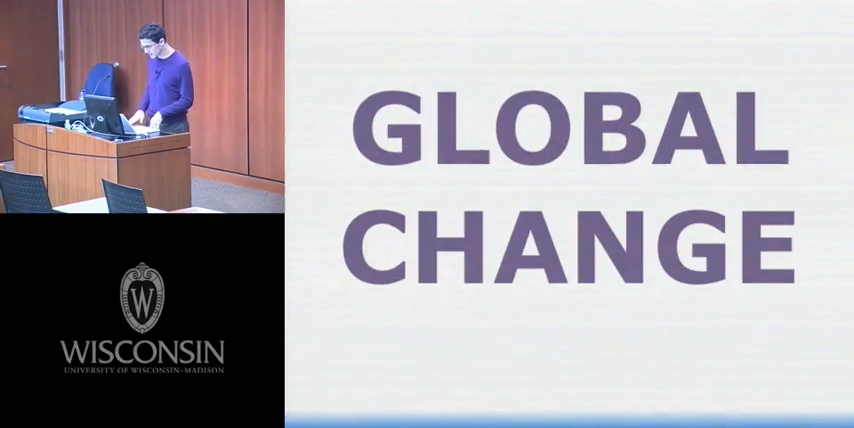 GLOBAL
CHANGE
W
WISCONSIN
UNIVERSITY OF WISCONSIN–MADISON